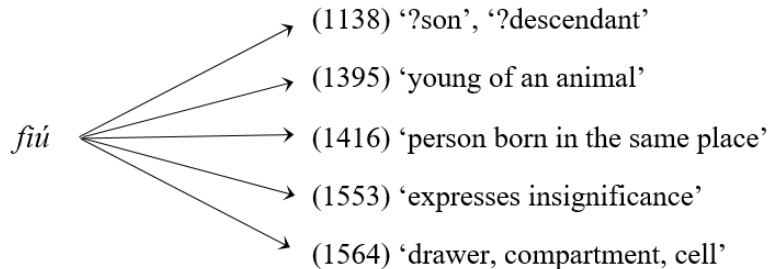 (1138) ‘?son’, ‘?descendant’
(1395) ‘young of an animal’
fiú
(1416) ‘person born in the same place’
(1553) ‘expresses insignificance’
(1564) ‘drawer, compartment, cell’